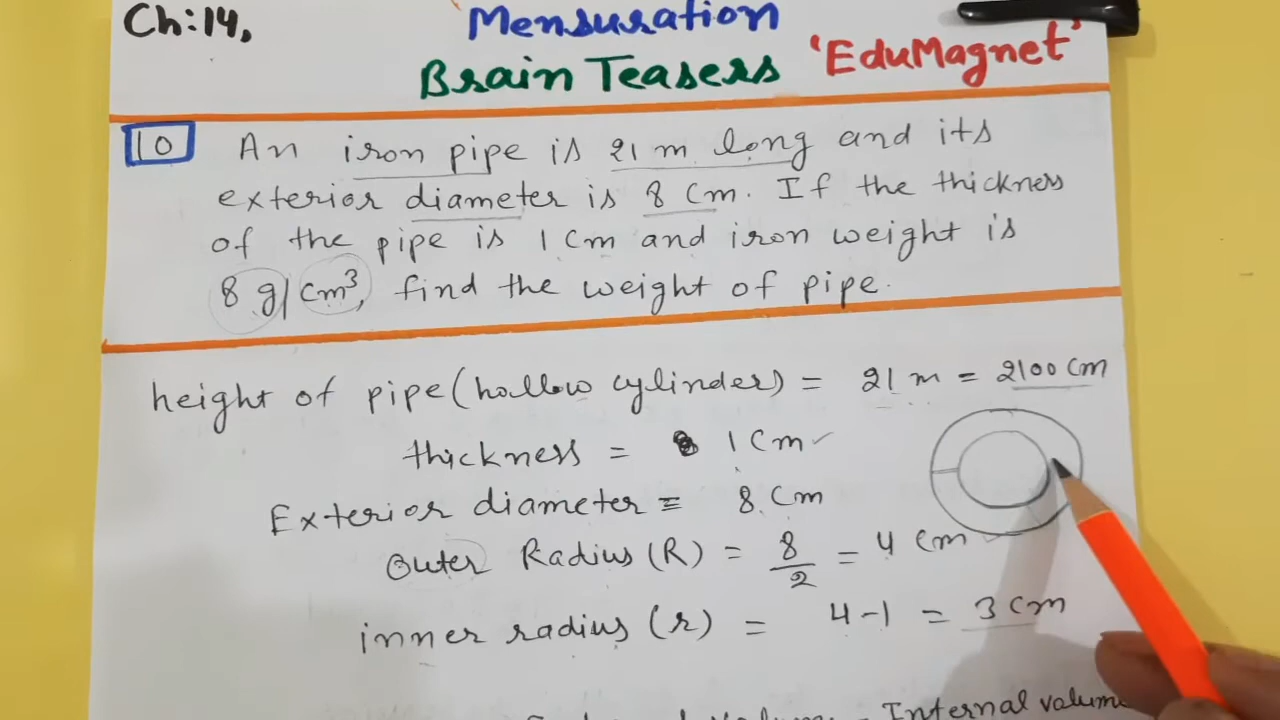 Ch:14, Mensuration
Brain Teasers 'EduMagnet'
10 An iron pipe is 21 m long and its
exterior diameter is 8 cm. If the thickness
of the pipe is 1 cm and iron weight is
8 g/cm³, find the weight of pipe.
height of pipe (hollow cylinder) = 21 m = 2100 cm
thickness = 1 cm ✓
Exterior diameter = 8 cm
Outer Radius (R) = 8/2 = 4 cm
inner radius (r) = 4-1 = 3 cm
- Internal volume